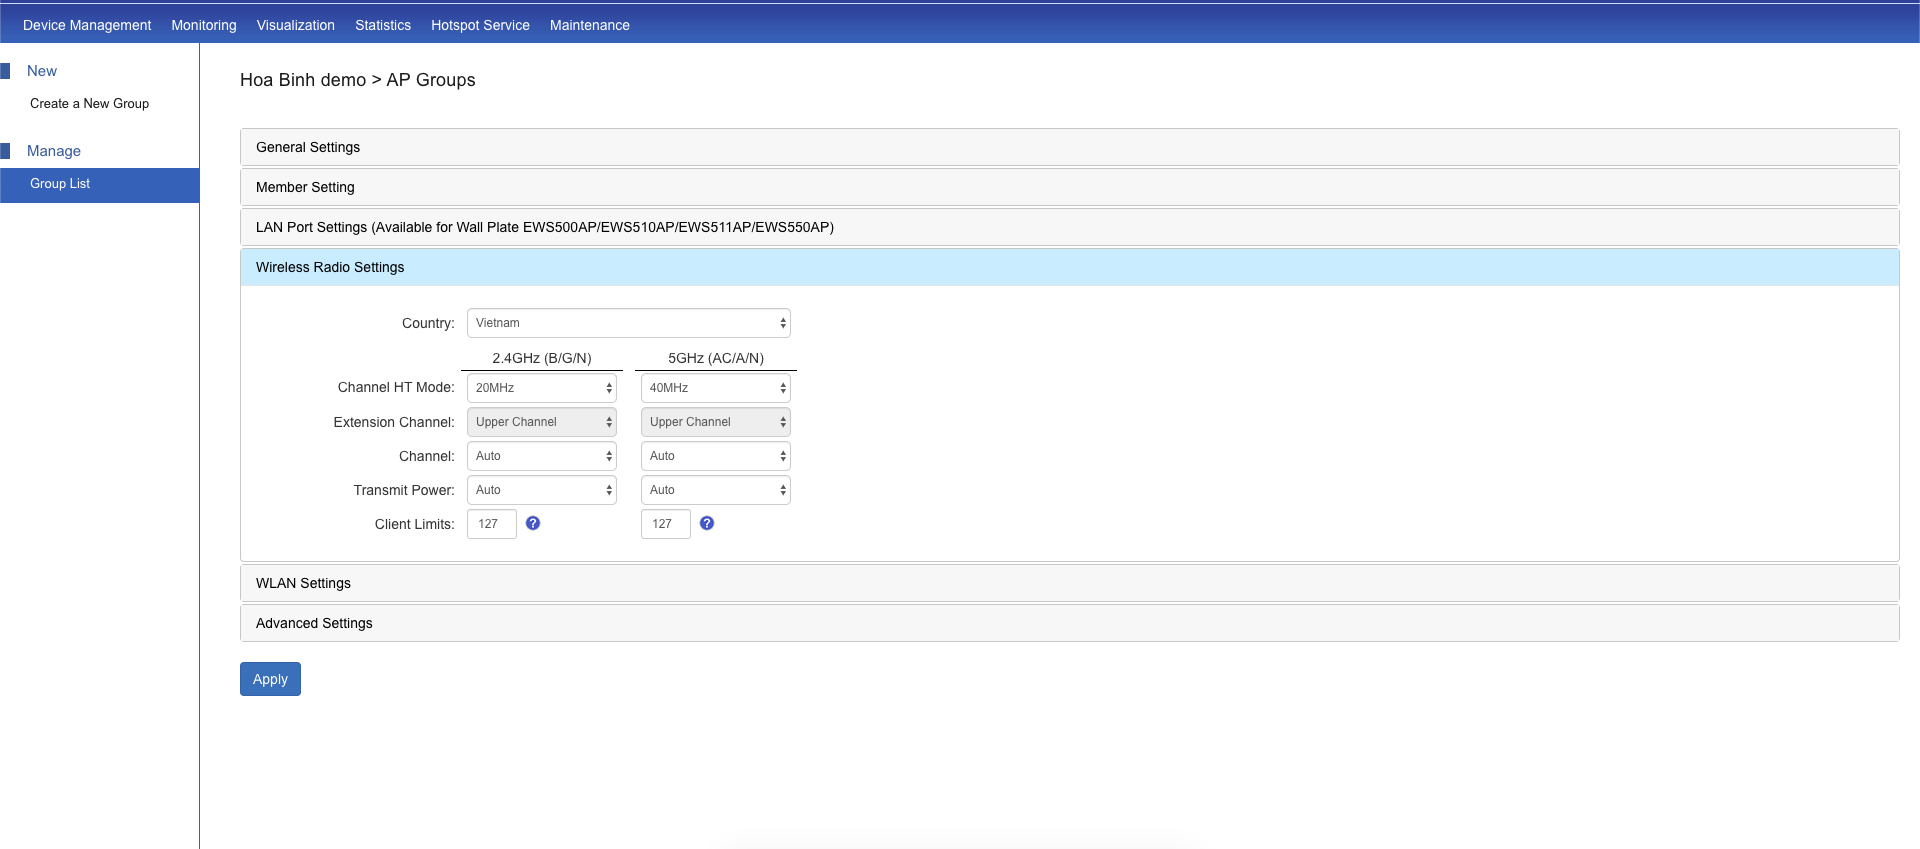 Device Management Monitoring Visualization Statistics Hotspot Service Maintenance
New
Create a New Group
Manage
Group List
Hoa Binh demo > AP Groups
General Settings
Member Setting
LAN Port Settings (Available for Wall Plate EWS500AP/EWS510AP/EWS511AP/EWS550AP)
Wireless Radio Settings
Country: Vietnam
2.4GHz (B/G/N) 5GHz (AC/A/N)
Channel HT Mode: 20MHz 40MHz
Extension Channel: Upper Channel Upper Channel
Channel: Auto Auto
Transmit Power: Auto Auto
Client Limits: 127 ? 127 ?
WLAN Settings
Advanced Settings
Apply